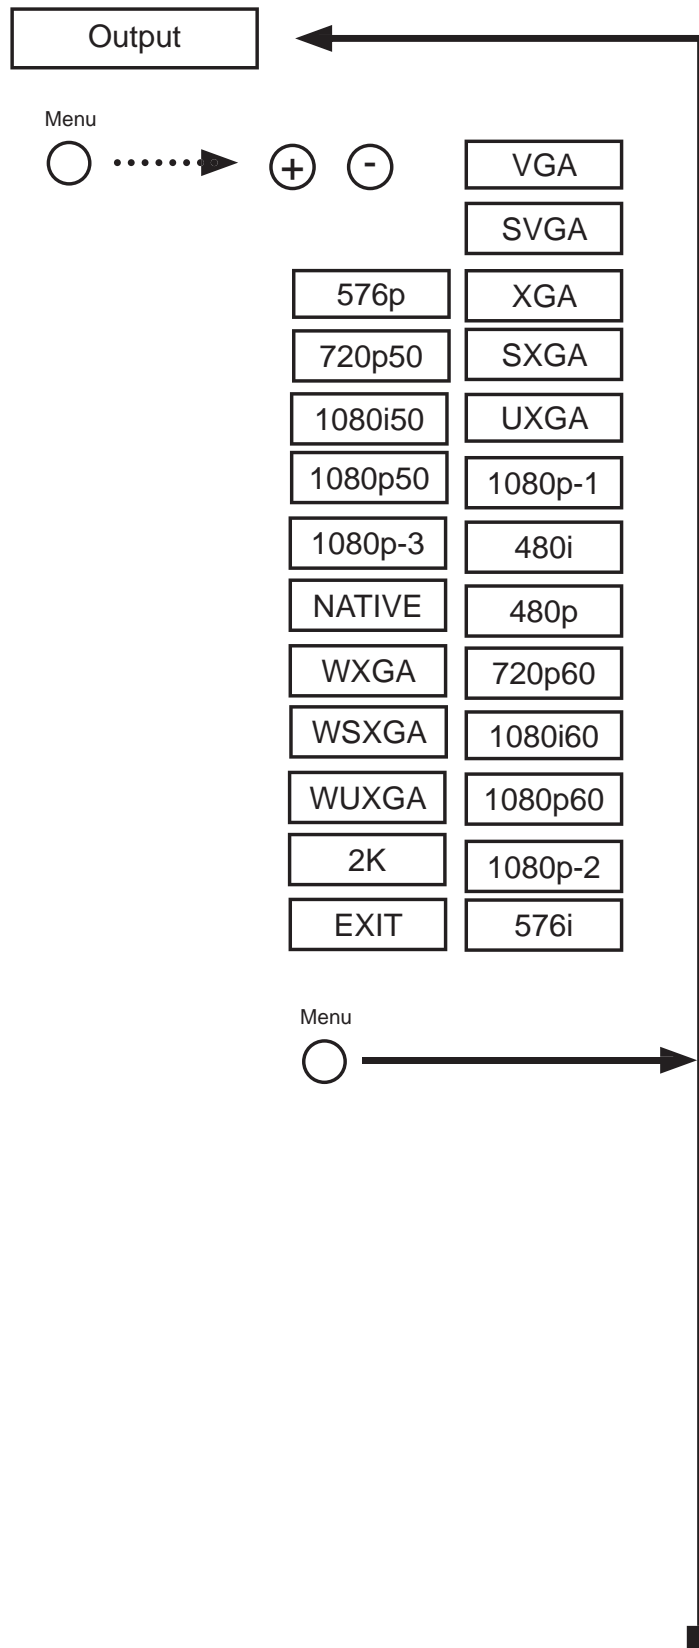 Output
Menu
+ -
VGA
SVGA
576p XGA
720p50 SXGA
1080i50 UXGA
1080p50 1080p-1
1080p-3 480i
NATIVE 480p
WXGA 720p60
WSXGA 1080i60
WUXGA 1080p60
2K 1080p-2
EXIT 576i
Menu